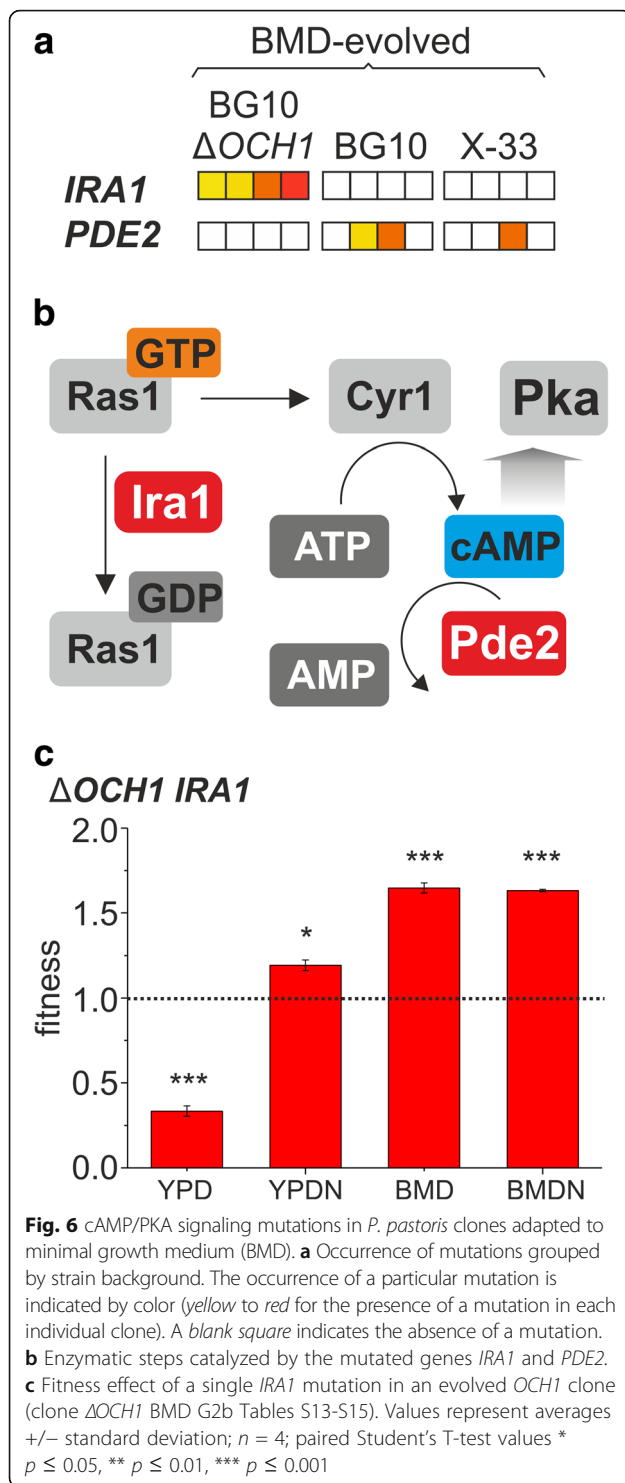 a
BMD-evolved
BG10
ΔOCH1 BG10 X-33
IRA1
PDE2
b
GTP
Ras1 Cyr1 Pka
Ira1
ATP cAMP
GDP
Ras1 Pde2
AMP
c
ΔOCH1 IRA1
2.0
1.5
1.0
0.5
0.0
fitness
***
*
***
***
YPD YPDN BMD BMDN
Fig. 6 cAMP/PKA signaling mutations in P. pastoris clones adapted to
minimal growth medium (BMD). a Occurrence of mutations grouped
by strain background. The occurrence of a particular mutation is
indicated by color (yellow to red for the presence of a mutation in each
individual clone). A blank square indicates the absence of a mutation.
b Enzymatic steps catalyzed by the mutated genes IRA1 and PDE2.
c Fitness effect of a single IRA1 mutation in an evolved OCH1 clone
(clone ΔOCH1 BMD G2b Tables S13-S15). Values represent averages
+/− standard deviation; n = 4; paired Student's T-test values *
p ≤ 0.05, ** p ≤ 0.01, *** p ≤ 0.001